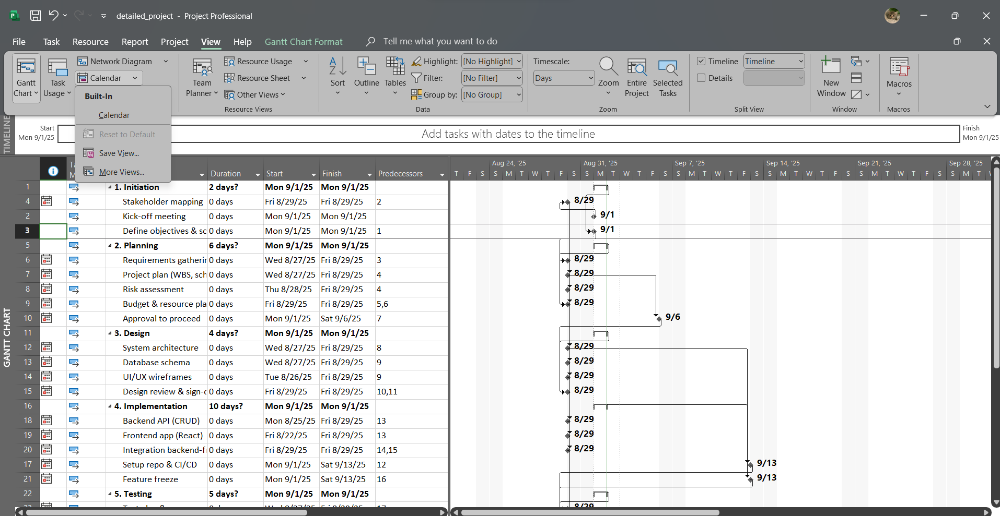 detailed_project - Project Professional
File Task Resource Report Project View Help Gantt Chart Format Tell me what you want to do
Gantt Chart
Task Usage
Network Diagram
Calendar
Team Planner
Resource Usage
Resource Sheet
Other Views
Resource Views
Sort
Outline
Tables
Highlight: [No Highlight]
Filter: [No Filter]
Group by: [No Group]
Data
Timescale:
Days
Zoom
Entire Project
Selected Tasks
Zoom
Timeline Timeline
Details
Split View
New Window
Window
Macros
Macros
Built-In
Calendar
Reset to Default
Save View...
More Views...
TIMELINE
Start
Mon 9/1/25
Add tasks with dates to the timeline
Finish
Mon 9/1/25
GANTT CHART
Duration Start Finish Predecessors
Aug 24, '25 Aug 31, '25 Sep 7, '25 Sep 14, '25 Sep 21, '25 Sep 28, '25
T F S S M T W T F S S M T W T F S S M T W T F S S M T W T F S S M T W T F S S M T
1 1. Initiation 2 days? Mon 9/1/25 Mon 9/1/25
4 Stakeholder mapping 0 days Fri 8/29/25 Fri 8/29/25 2 8/29
2 Kick-off meeting 0 days Mon 9/1/25 Mon 9/1/25 9/1
3 Define objectives & sc 0 days Mon 9/1/25 Mon 9/1/25 1 9/1
5 2. Planning 6 days? Mon 9/1/25 Mon 9/1/25
6 Requirements gatherin 0 days Wed 8/27/25 Fri 8/29/25 3 8/29
7 Project plan (WBS, sch 0 days Wed 8/27/25 Fri 8/29/25 4 8/29
8 Risk assessment 0 days Thu 8/28/25 Fri 8/29/25 4 8/29
9 Budget & resource pla 0 days Fri 8/29/25 Fri 8/29/25 5,6 8/29
10 Approval to proceed 0 days Mon 9/1/25 Sat 9/6/25 7 9/6
11 3. Design 4 days? Mon 9/1/25 Mon 9/1/25
12 System architecture 0 days Wed 8/27/25 Fri 8/29/25 8 8/29
13 Database schema 0 days Wed 8/27/25 Fri 8/29/25 9 8/29
14 UI/UX wireframes 0 days Tue 8/26/25 Fri 8/29/25 9 8/29
15 Design review & sign-o 0 days Fri 8/29/25 Fri 8/29/25 10,11 8/29
16 4. Implementation 10 days? Mon 9/1/25 Mon 9/1/25
18 Backend API (CRUD) 0 days Mon 8/25/25 Fri 8/29/25 13 8/29
19 Frontend app (React) 0 days Fri 8/22/25 Fri 8/29/25 13 8/29
20 Integration backend-f 0 days Fri 8/29/25 Fri 8/29/25 14,15 8/29
17 Setup repo & CI/CD 0 days Mon 9/1/25 Sat 9/13/25 12 9/13
21 Feature freeze 0 days Mon 9/1/25 Sat 9/13/25 16 9/13
22 5. Testing 5 days? Mon 9/1/25 Mon 9/1/25
8/29